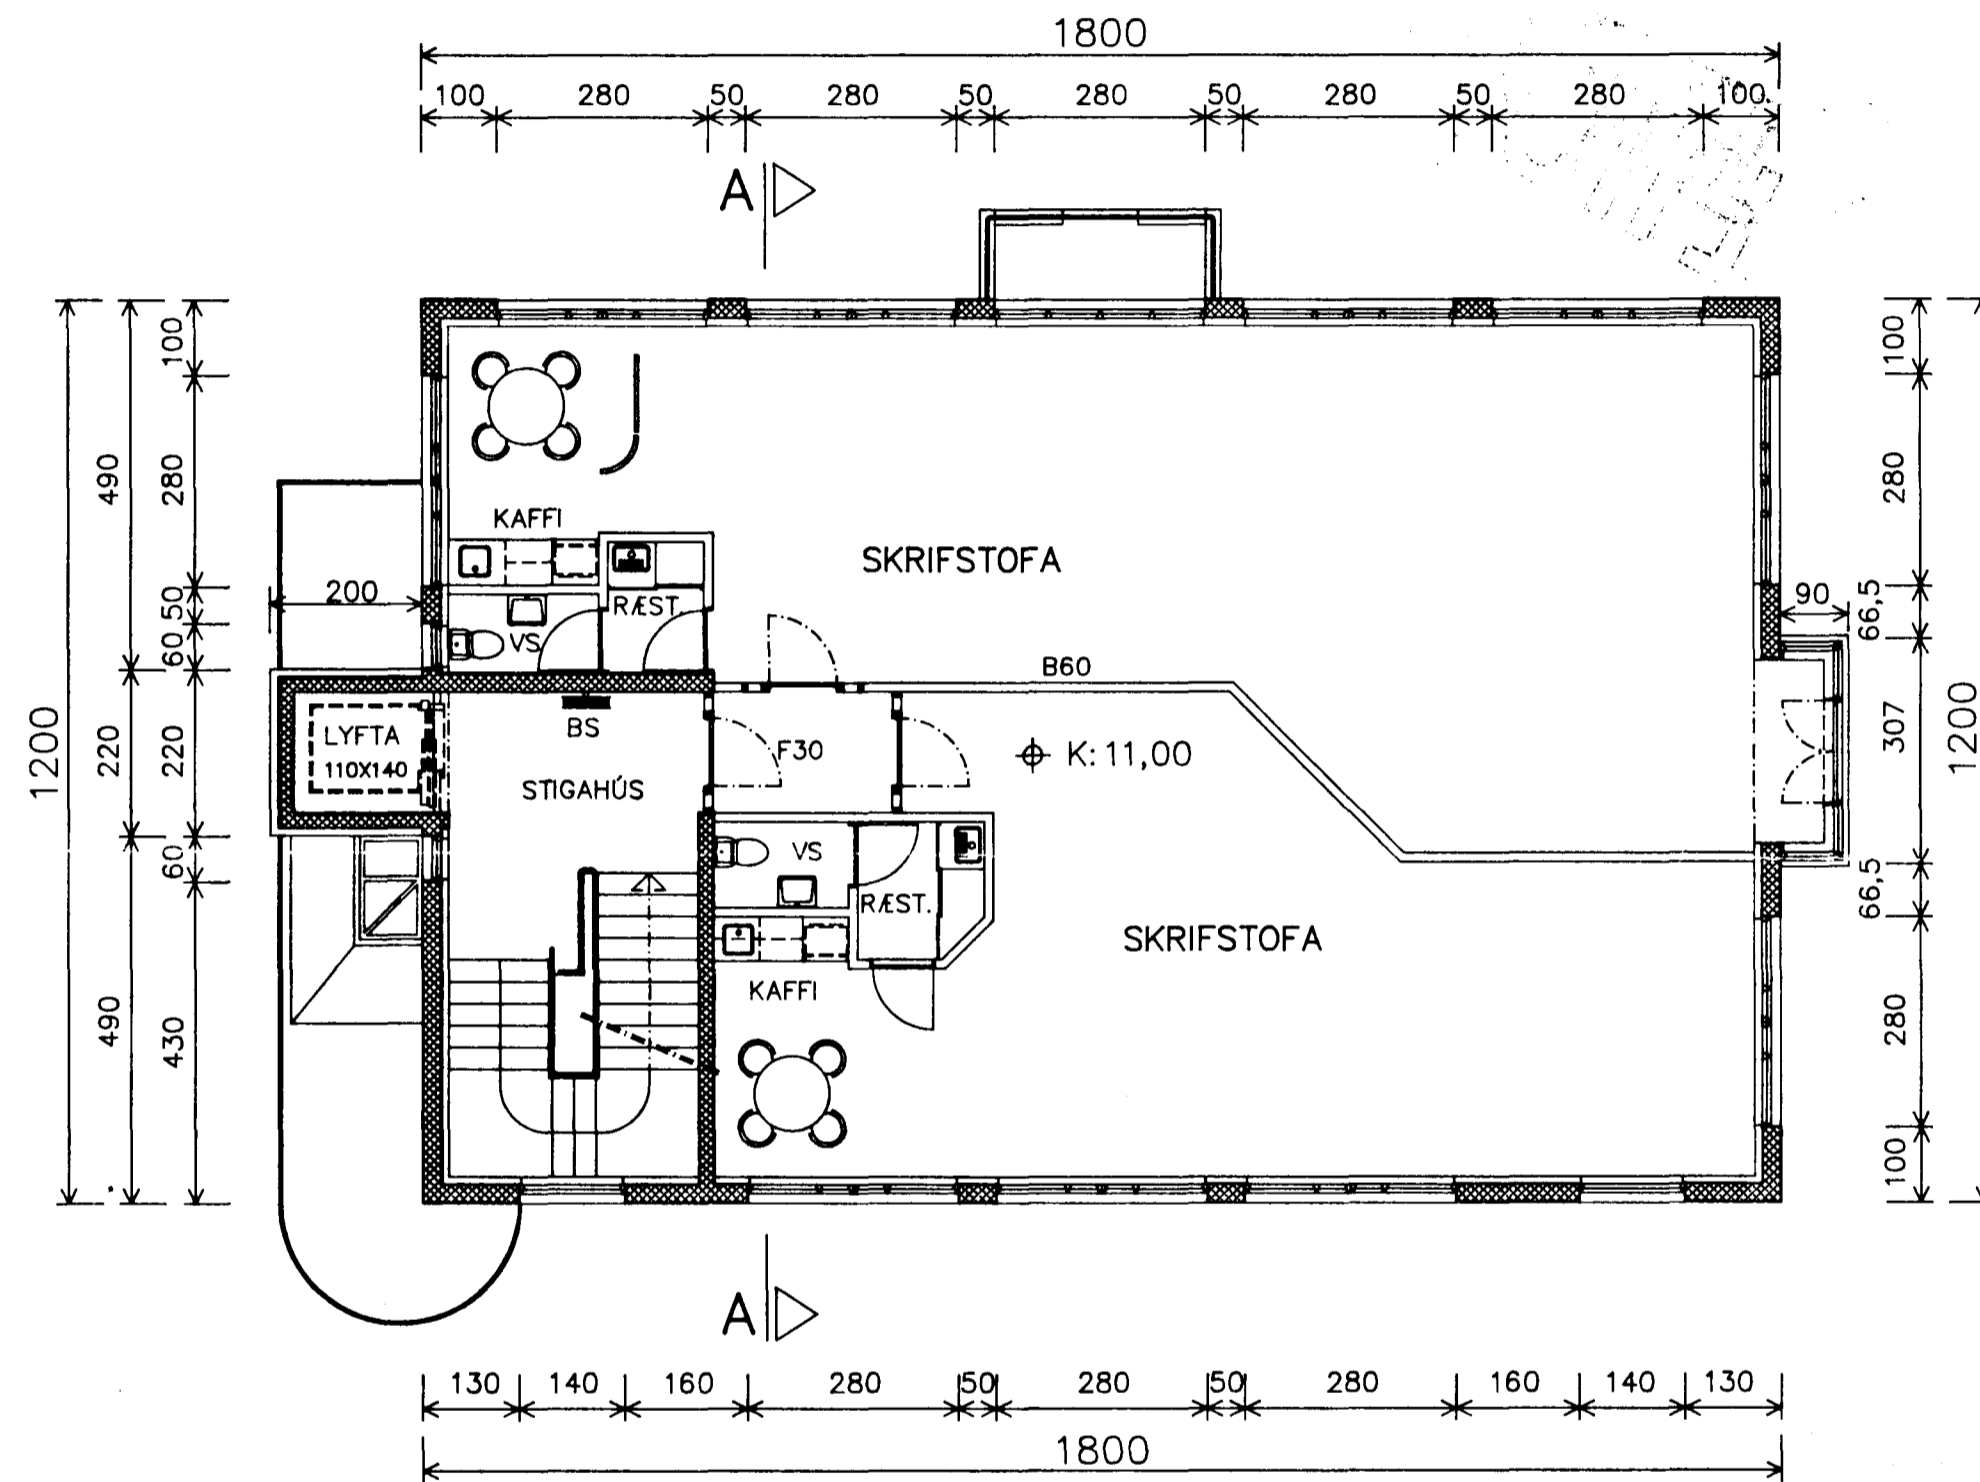 1800
100 280 50 280 50 280 50 280 50 280 100
A
1200
490 220 490
100 280 50 60 220 60 430
200
KAFFI
RÆST.
VS
SKRIFSTOFA
B60
LYFTA
110X140
BS
STIGAHÚS
F30
K: 11,00
VS
RÆST.
KAFFI
SKRIFSTOFA
90
100 280 66,5 307 66,5 280 100
1200
A
130 140 160 280 50 280 50 280 160 140 130
1800